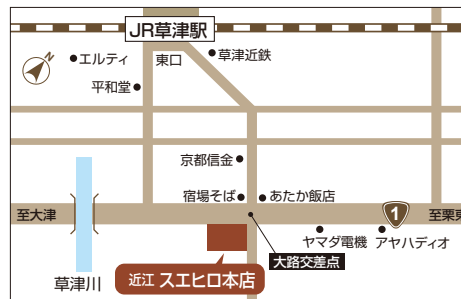 JR草津駅
N
エルティ
東口
草津近鉄
平和堂
京都信金
宿場そば
あたか飯店
至大津
1
至栗東
ヤマダ電機
アヤハディオ
大路交差点
草津川
近江 スエヒロ本店